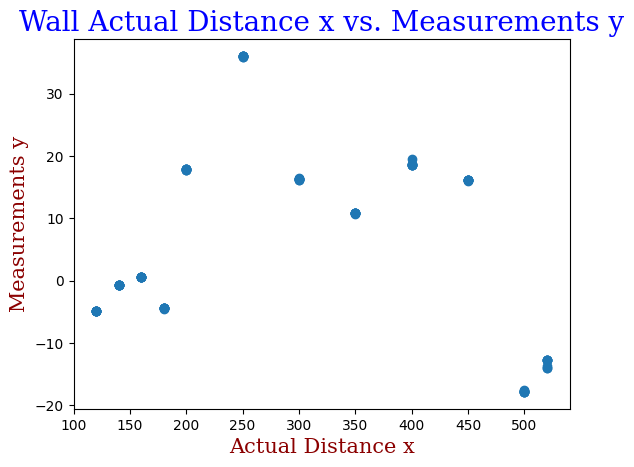 Wall Actual Distance x vs. Measurements y
Measurements y
30
20
10
0
−10
−20
100 150 200 250 300 350 400 450 500
Actual Distance x